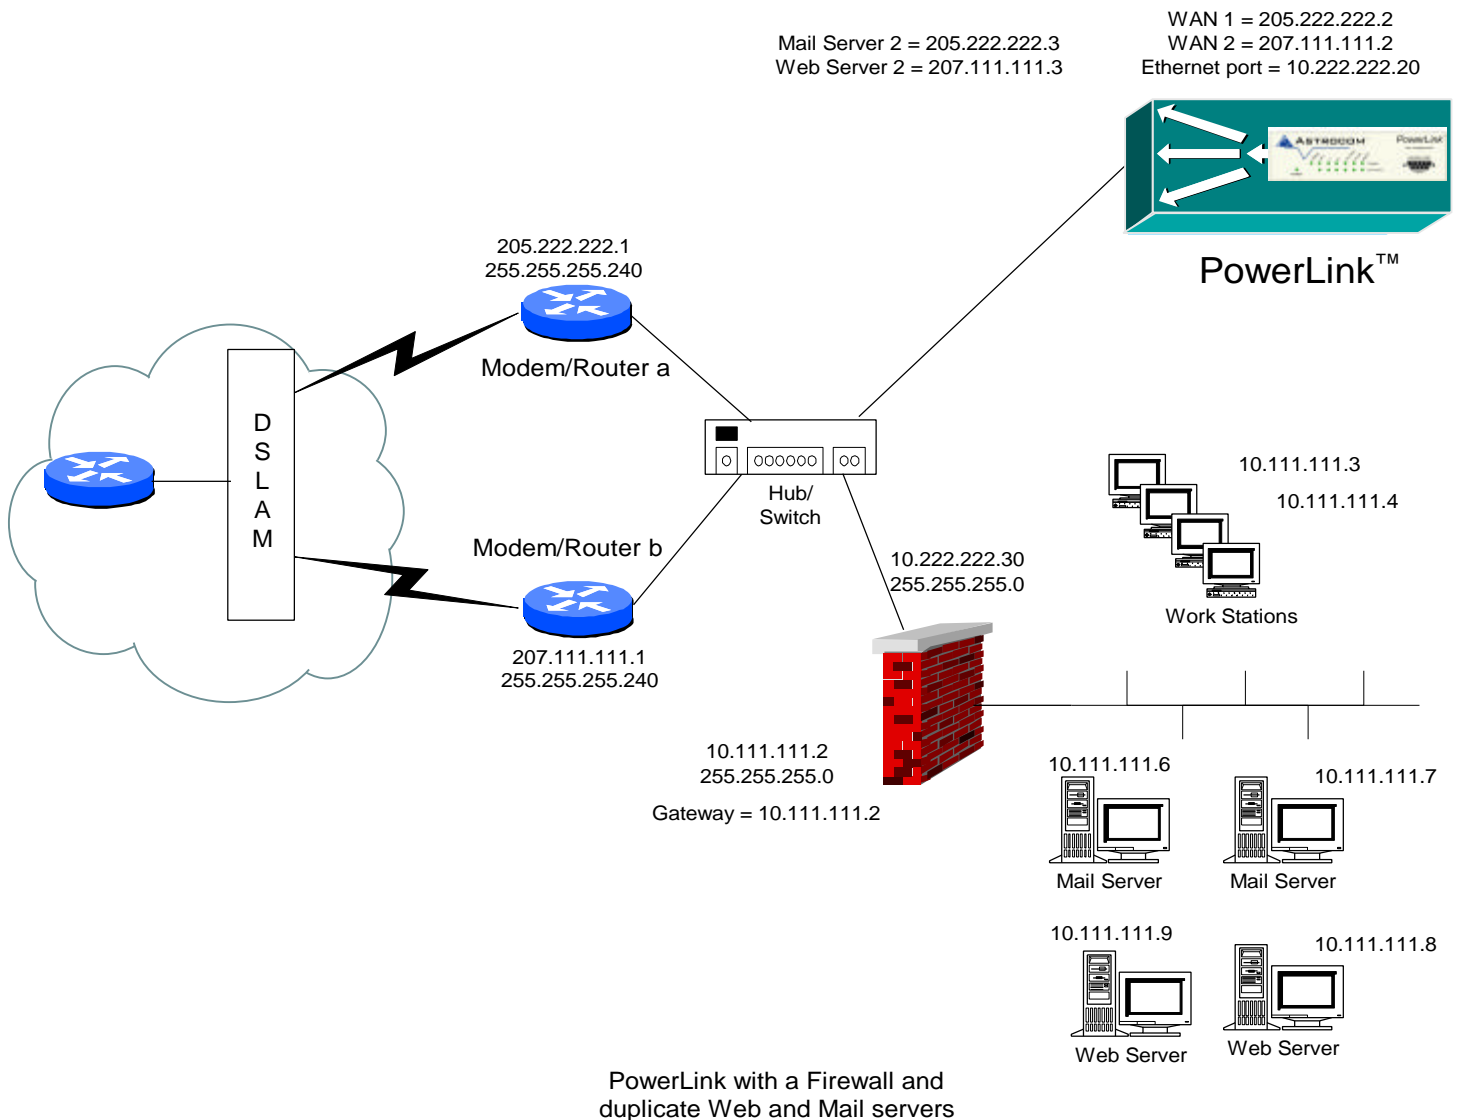 WAN 1 = 205.222.222.2
Mail Server 2 = 205.222.222.3
WAN 2 = 207.111.111.2
Web Server 2 = 207.111.111.3
Ethernet port = 10.222.222.20
ASTROCOM
PowerLink
PowerLink™
205.222.222.1
255.255.255.240
Modem/Router a
D
S
L
A
M
Hub/
Switch
10.111.111.3
10.111.111.4
Modem/Router b
10.222.222.30
255.255.255.0
Work Stations
207.111.111.1
255.255.255.240
10.111.111.2
255.255.255.0
Gateway = 10.111.111.2
10.111.111.6
10.111.111.7
Mail Server
Mail Server
10.111.111.9
10.111.111.8
Web Server
Web Server
PowerLink with a Firewall and
duplicate Web and Mail servers